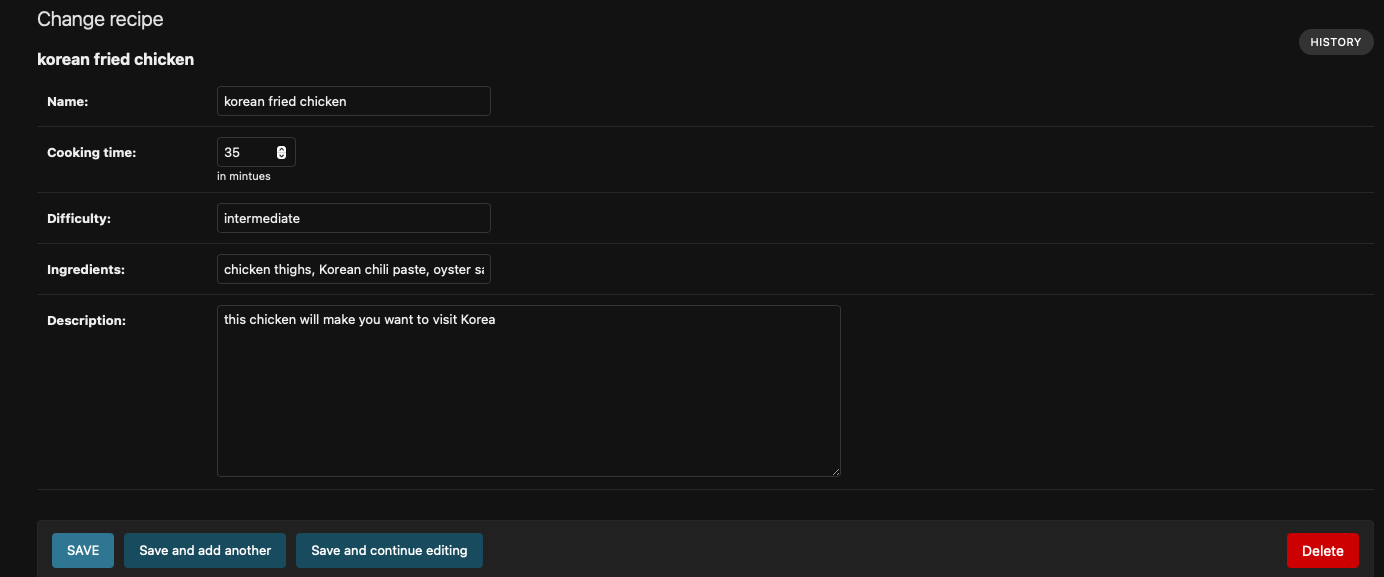 Change recipe
HISTORY
korean fried chicken
Name: korean fried chicken
Cooking time: 35
in mintues
Difficulty: intermediate
Ingredients: chicken thighs, Korean chili paste, oyster
Description: this chicken will make you want to visit Korea
SAVE Save and add another Save and continue editing Delete